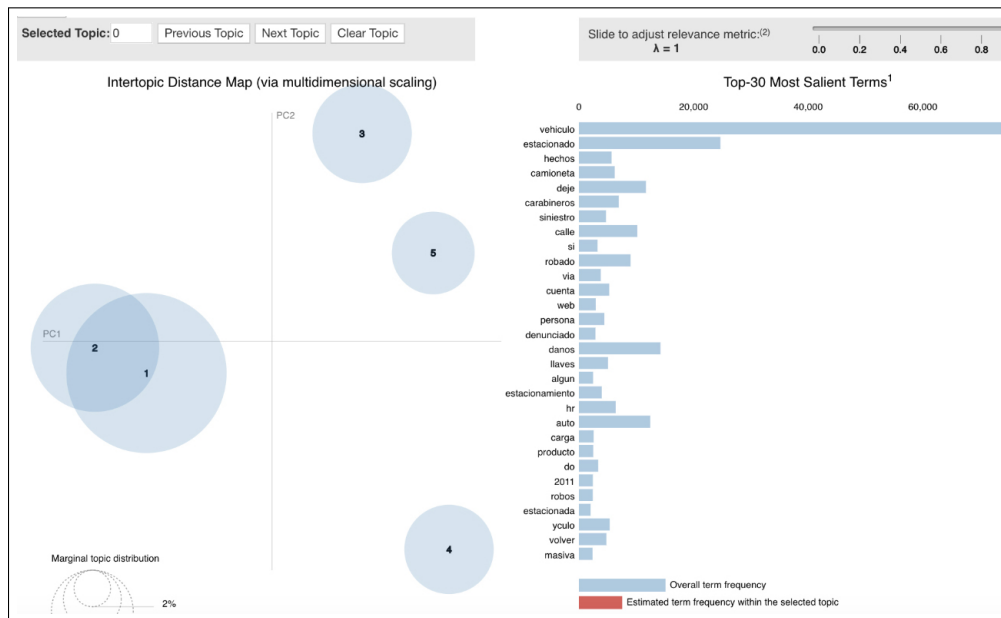 Selected Topic: 0 Previous Topic Next Topic Clear Topic
Slide to adjust relevance metric:(2)
λ = 1
0.0 0.2 0.4 0.6 0.8
Intertopic Distance Map (via multidimensional scaling)
PC2
PC1
3
5
2
1
4
Marginal topic distribution
2%
Top-30 Most Salient Terms1
0 20,000 40,000 60,000
vehiculo
estacionado
hechos
camioneta
deje
carabineros
siniestro
calle
si
robado
via
cuenta
web
persona
denunciado
danos
llaves
algun
estacionamiento
hr
auto
carga
producto
do
2011
robos
estacionada
yculo
volver
masiva
Overall term frequency
Estimated term frequency within the selected topic